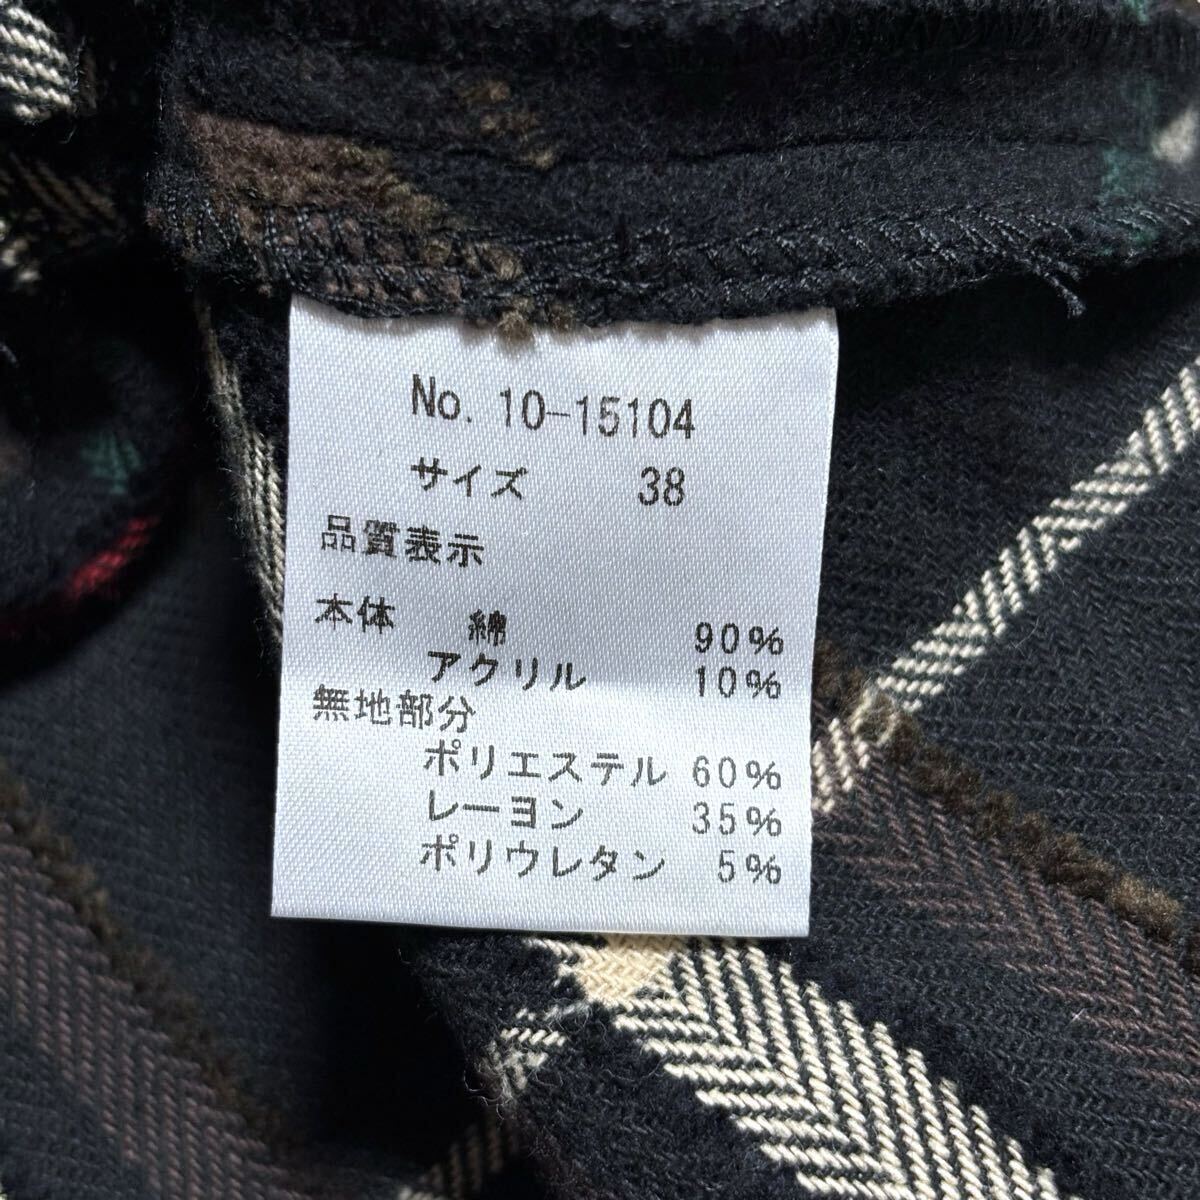 No. 10-15104
サイズ 38
品質表示
本体 綿 90%
アクリル 10%
無地部分
ポリエステル 60%
レーヨン 35%
ポリウレタン 5%